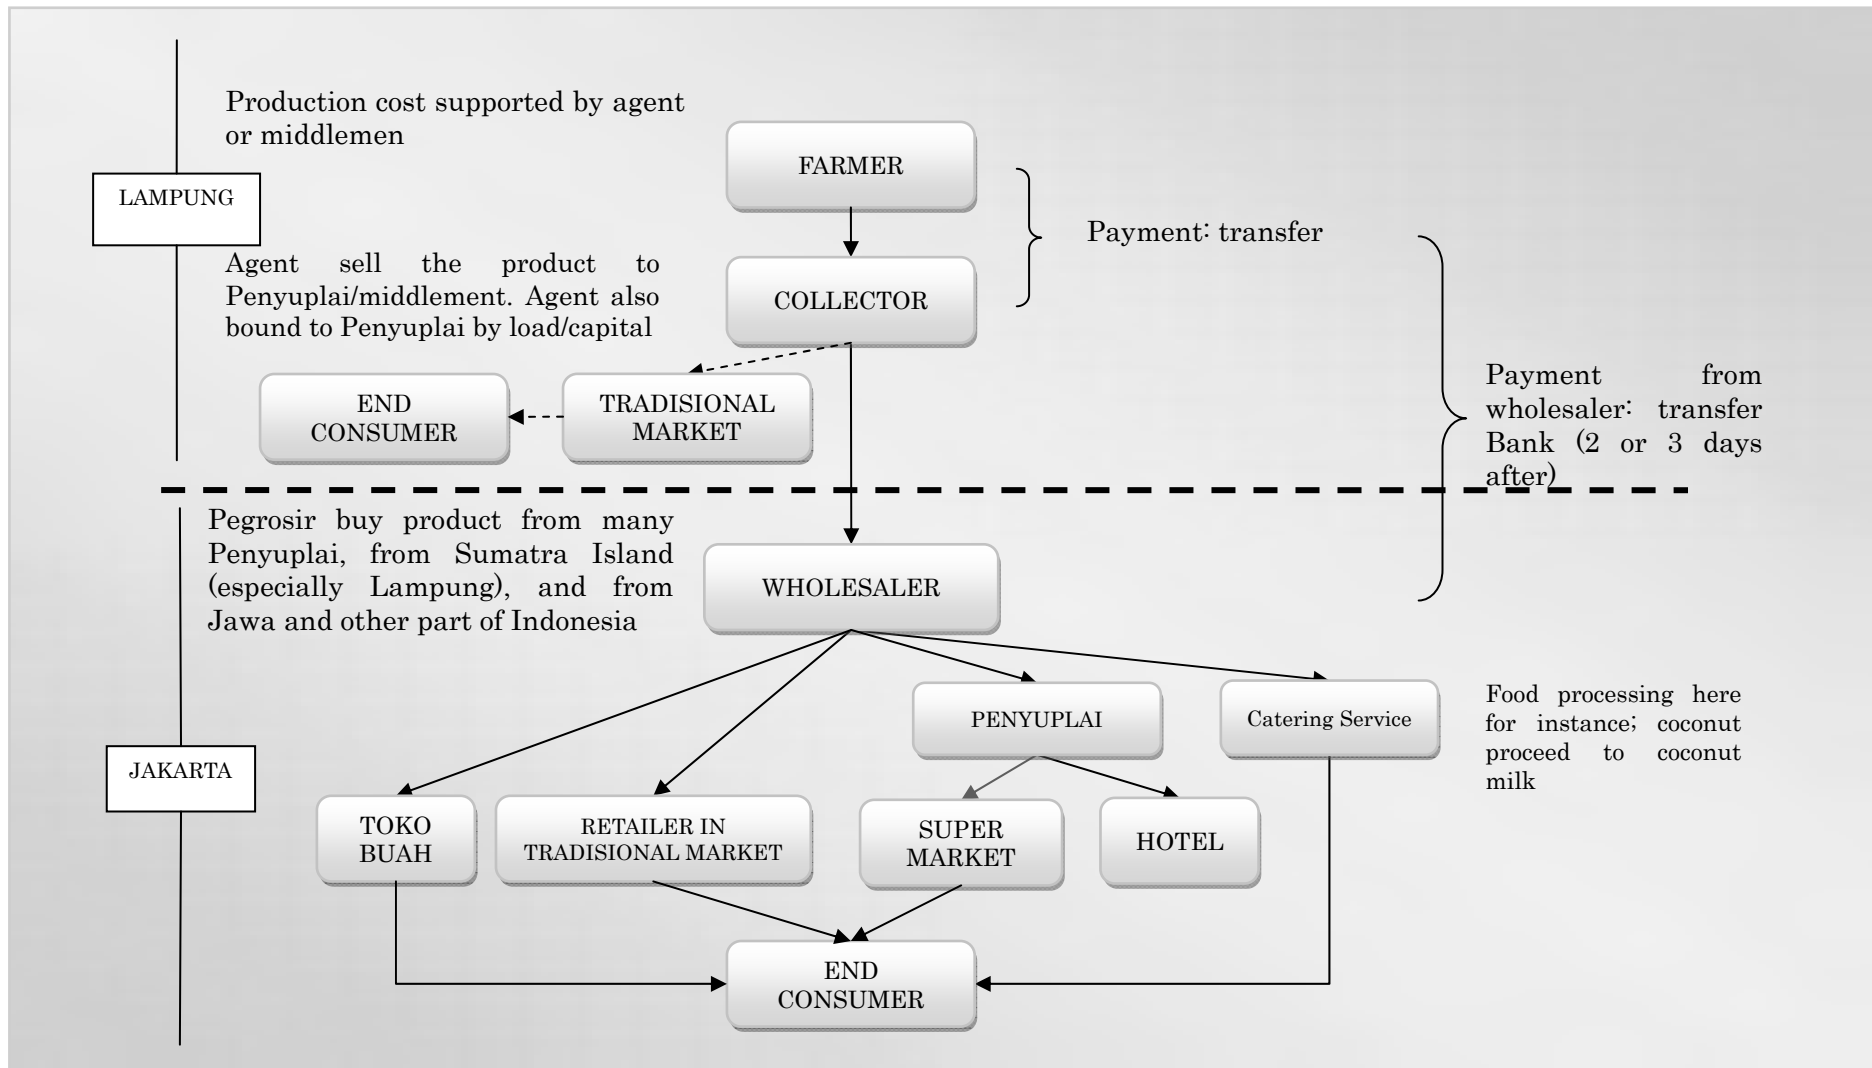 Production cost supported by agent
or middlemen
FARMER
LAMPUNG
Payment: transfer
Agent sell the product to
Penyuplai/middlement. Agent also
bound to Penyuplai by load/capital
COLLECTOR
END
CONSUMER
TRADISIONAL
MARKET
Payment from
wholesaler: transfer
Bank (2 or 3 days
after)
Pegrosir buy product from many
Penyuplai, from Sumatra Island
(especially Lampung), and from
Jawa and other part of Indonesia
WHOLESALER
PENYUPLAI
Catering Service
Food processing here
for instance; coconut
proceed to coconut
milk
JAKARTA
TOKO
BUAH
RETAILER IN
TRADISIONAL MARKET
SUPER
MARKET
HOTEL
END
CONSUMER